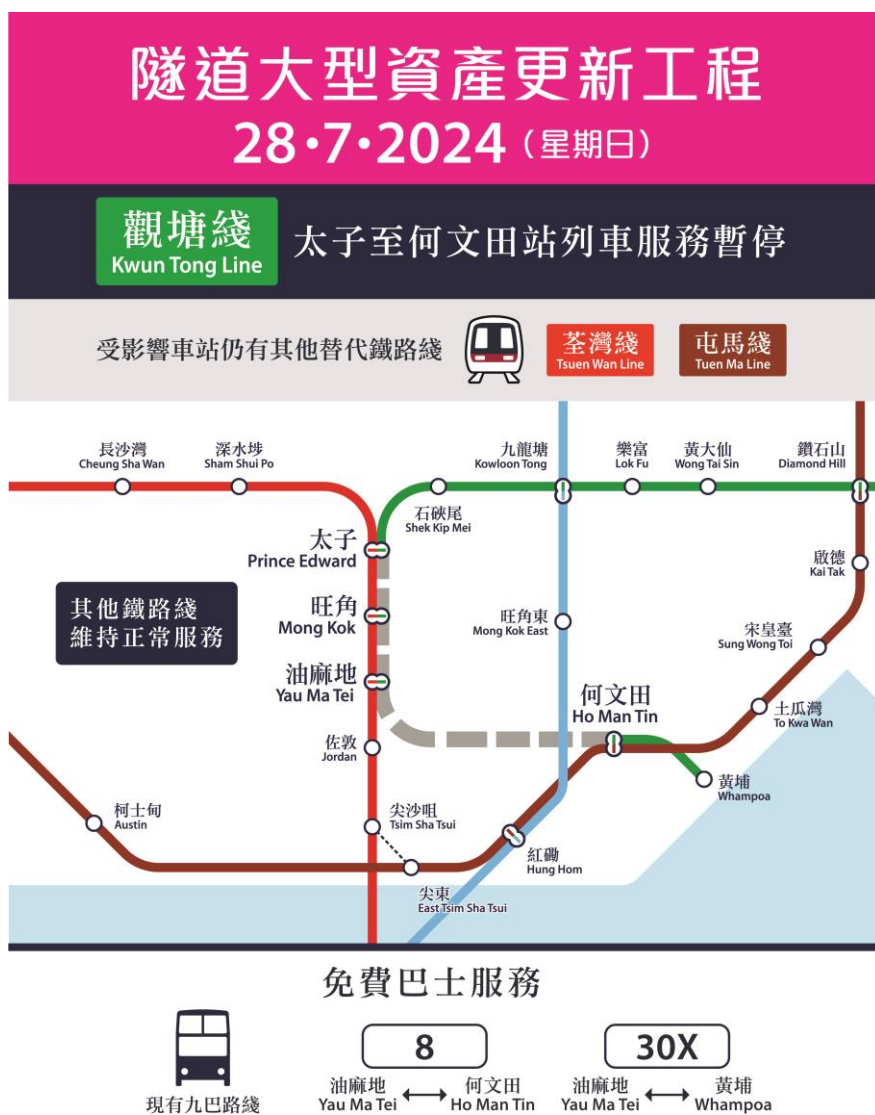 隧道大型資產更新工程
28•7•2024（星期日）
觀塘綫
Kwun Tong Line
太子至何文田站列車服務暫停
受影響車站仍有其他替代鐵路綫
荃灣綫
Tsuen Wan Line
屯馬綫
Tuen Ma Line
長沙灣
Cheung Sha Wan
深水埗
Sham Shui Po
九龍塘
Kowloon Tong
樂富
Lok Fu
黃大仙
Wong Tai Sin
鑽石山
Diamond Hill
石硤尾
Shek Kip Mei
太子
Prince Edward
啟德
Kai Tak
其他鐵路綫
維持正常服務
旺角
Mong Kok
旺角東
Mong Kok East
宋皇臺
Sung Wong Toi
油麻地
Yau Ma Tei
何文田
Ho Man Tin
土瓜灣
To Kwa Wan
佐敦
Jordan
黃埔
Whampoa
柯士甸
Austin
尖沙咀
Tsim Sha Tsui
紅磡
Hung Hom
尖東
East Tsim Sha Tsui
免費巴士服務
現有九巴路綫
8
油麻地
Yau Ma Tei
何文田
Ho Man Tin
30X
油麻地
Yau Ma Tei
黃埔
Whampoa